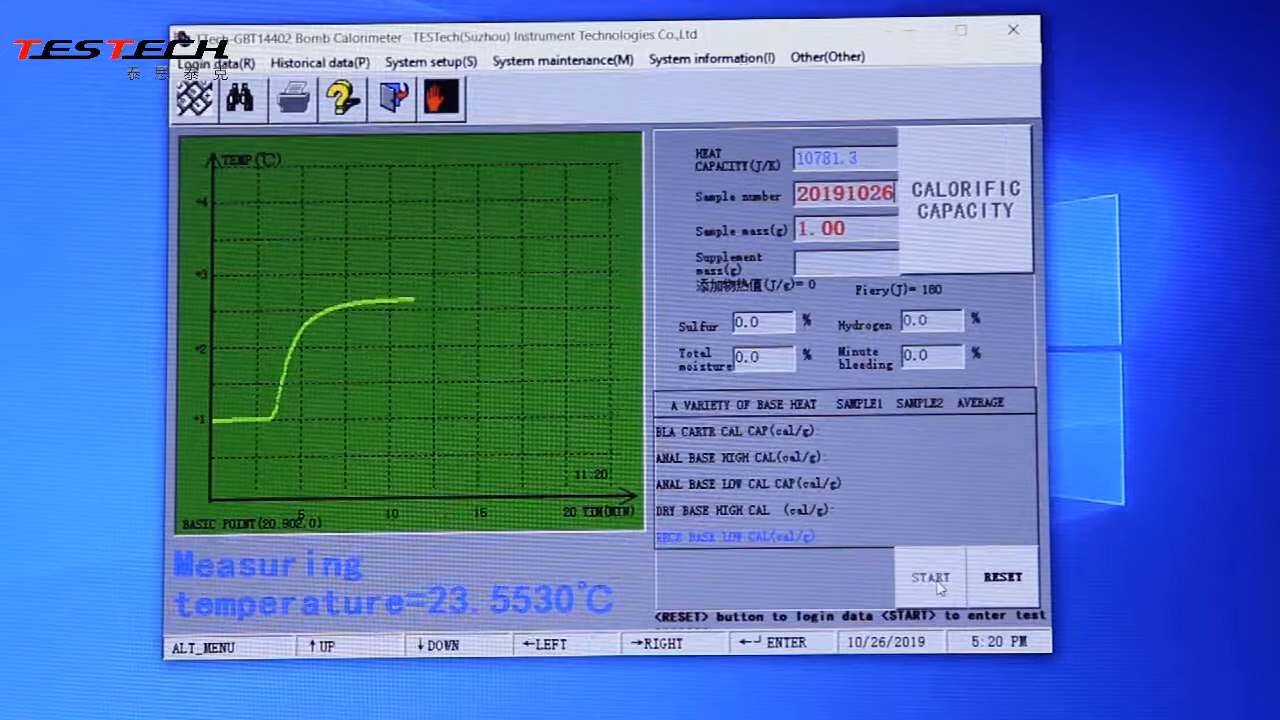 TESTECH
泰思泰克
TTech-GBT14402 Bomb Calorimeter TESTech(Suzhou) Instrument Technologies Co.,Ltd
Login data(R) Historical data(P) System setup(S) System maintenance(M) System information(I) Other(Other)
TEMP(℃)
+4
+3
+2
+1
11:20
5 10 15 20 TIM(MIN)
BASIC POINT(20.902,0)
Measuring
temperature=23.5530℃
HEAT
CAPACITY(J/K) 10781.3
Sample number 20191026
Sample mass(g) 1.00
Supplement
mass(g)
CALORIFIC
CAPACITY
添加物热值(J/g)= 0 Fiery(J)= 180
Sulfur 0.0 % Hydrogen 0.0 %
Total
moisture 0.0 %
Minute
bleeding 0.0 %
A VARIETY OF BASE HEAT SAMPLE1 SAMPLE2 AVERAGE
BLA CARTR CAL CAP(cal/g)
ANAL BASE HIGH CAL(cal/g)
ANAL BASE LOW CAL CAP(cal/g)
DRY BASE HIGH CAL (cal/g)
RECE BASE LOW CAL(cal/g)
START RESET
<RESET> button to login data <START> to enter test
ALT_MENU ↑UP ↓DOWN ←LEFT →RIGHT ←┘ENTER 10/26/2019 5:20 PM